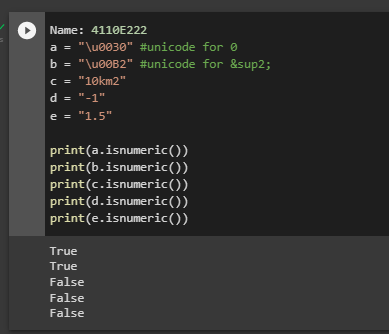 Name: 4110E222
a = "\u0030" #unicode for 0
b = "\u00B2" #unicode for &sup2;
c = "10km2"
d = "-1"
e = "1.5"
print(a.isnumeric())
print(b.isnumeric())
print(c.isnumeric())
print(d.isnumeric())
print(e.isnumeric())
True
True
False
False
False